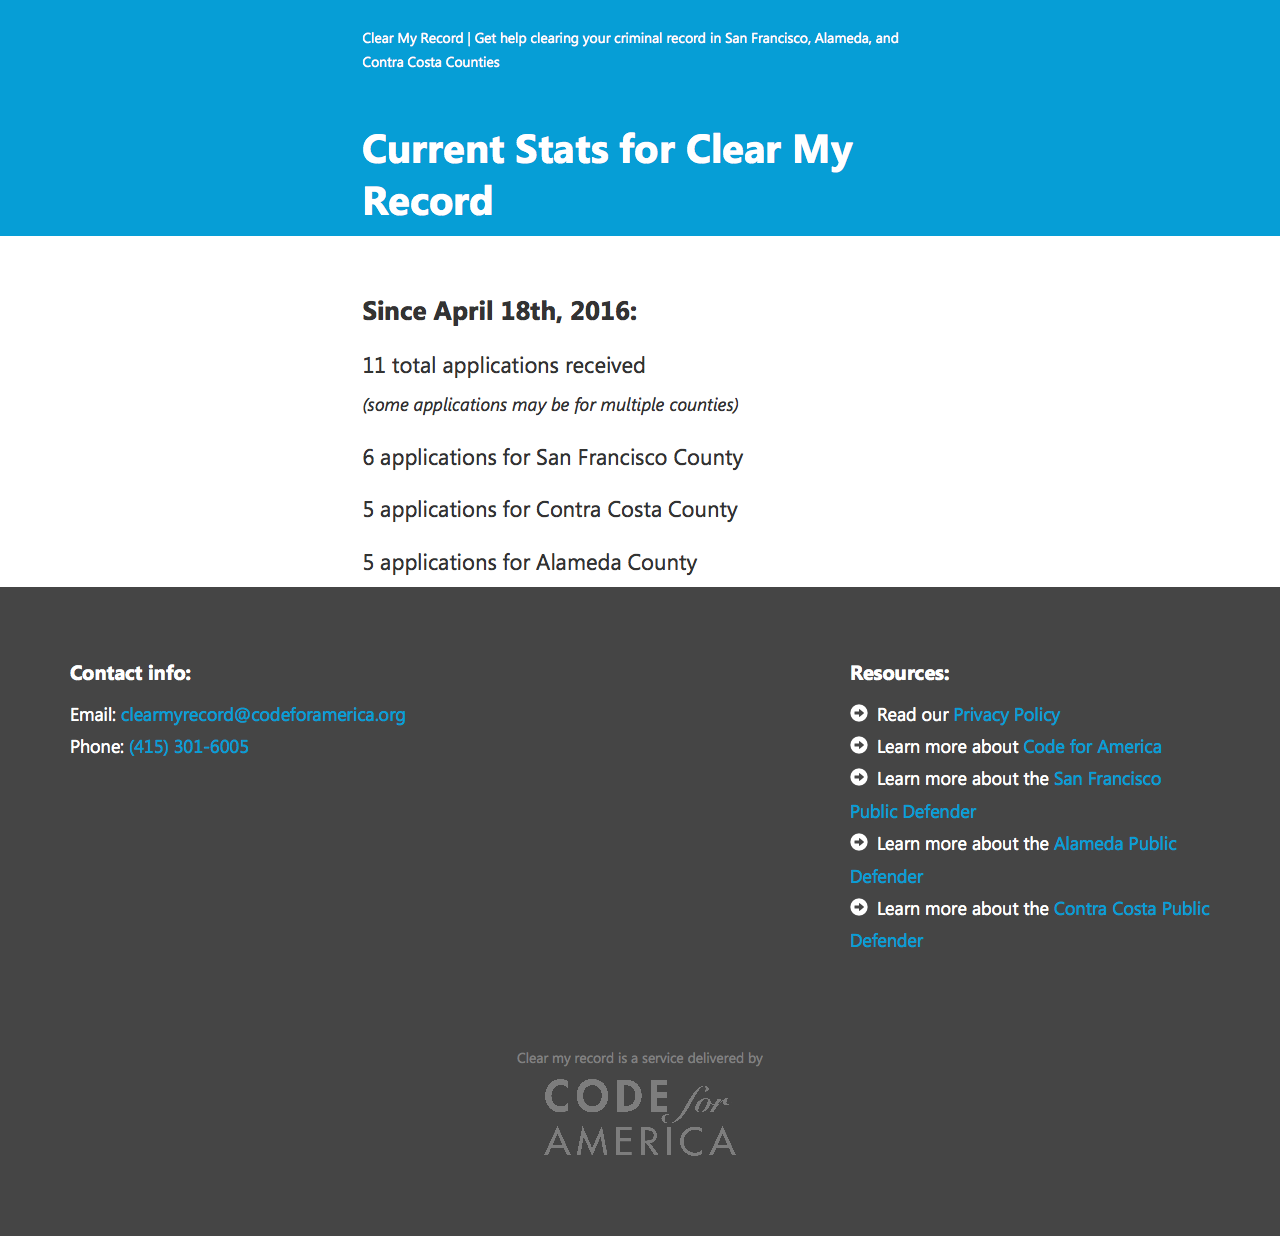 Clear My Record | Get help clearing your criminal record in San Francisco, Alameda, and
Contra Costa Counties
Current Stats for Clear My
Record
Since April 18th, 2016:
11 total applications received
(some applications may be for multiple counties)
6 applications for San Francisco County
5 applications for Contra Costa County
5 applications for Alameda County
Contact info:
Email: clearmyrecord@codeforamerica.org
Phone: (415) 301-6005
Resources:
Read our Privacy Policy
Learn more about Code for America
Learn more about the San Francisco
Public Defender
Learn more about the Alameda Public
Defender
Learn more about the Contra Costa Public
Defender
Clear my record is a service delivered by
CODE for
AMERICA